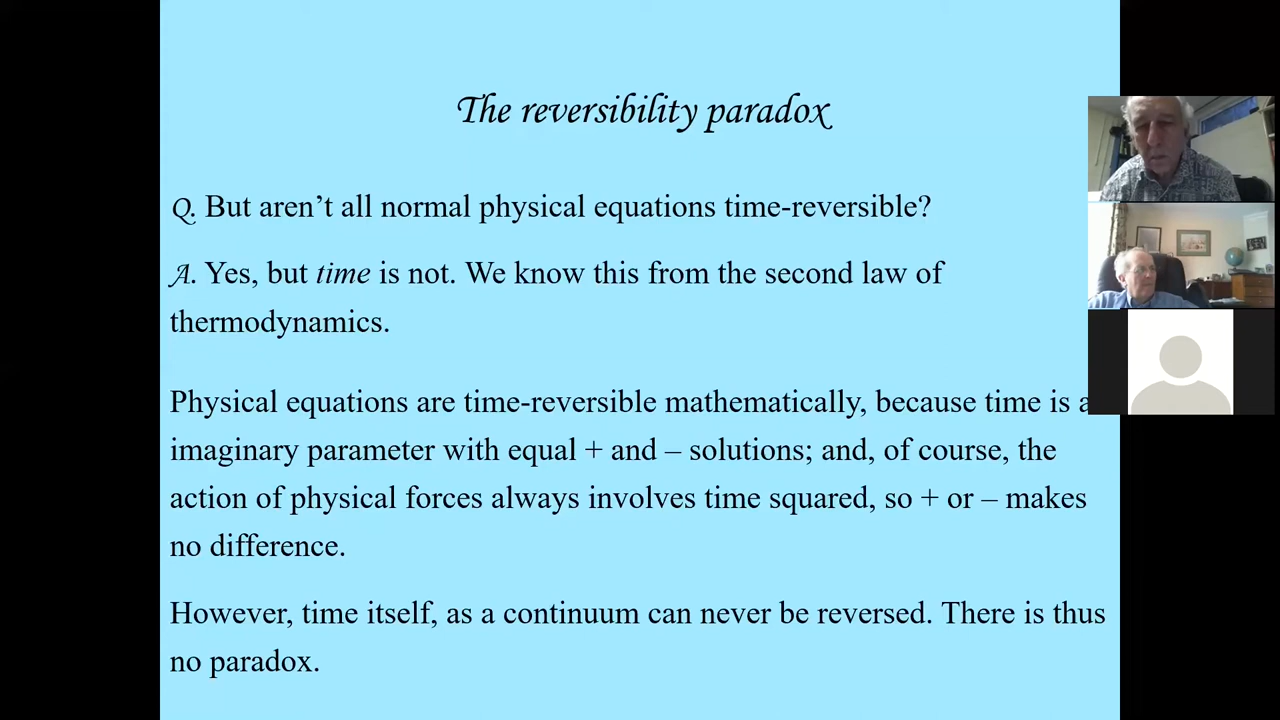 The reversibility paradox
Q. But aren’t all normal physical equations time-reversible?
A. Yes, but time is not. We know this from the second law of
thermodynamics.
Physical equations are time-reversible mathematically, because time is
imaginary parameter with equal + and – solutions; and, of course, the
action of physical forces always involves time squared, so + or – makes
no difference.
However, time itself, as a continuum can never be reversed. There is thus
no paradox.